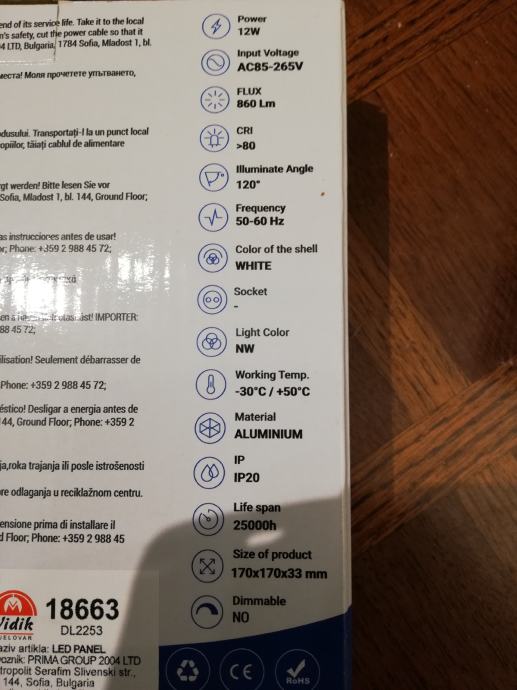 end of its service life. Take it to the local
n's safety, cut the power cable so that it
4 LTD, Bulgaria, 1784 Sofia, Mladost 1, bl.
места! Моля прочетете упътването,
odusului. Transportați-l la un punct local
opiilor, tăiați cablul de alimentare
rgt werden! Bitte lesen Sie vor
Sofia, Mladost 1, bl. 144, Ground Floor;
as instrucciones antes de usar!
or; Phone: +359 2 988 45 72;
IMPORTER:
88 45 72;
ilisation! Seulement débarrasser de
Phone: +359 2 988 45 72;
éstico! Desligar a energia antes de
44, Ground Floor; Phone: +359 2
ja,roka trajanja ili posle istrošenosti
re odlaganja u reciklažnom centru.
ensione prima di installare il
d Floor; Phone: +359 2 988 45
Vidik
JELOVAR
18663
DL2253
aziv artikla: LED PANEL
oznik: PRIMA GROUP 2004 LTD
tropolit Serafim Slivenski str.,
144, Sofia, Bulgaria
Power
12W
Input Voltage
AC85-265V
FLUX
860 Lm
CRI
>80
Illuminate Angle
120°
Frequency
50-60 Hz
Color of the shell
WHITE
Socket
-
Light Color
NW
Working Temp.
-30°C / +50°C
Material
ALUMINIUM
IP
IP20
Life span
25000h
Size of product
170x170x33 mm
Dimmable
NO
CE
RoHS